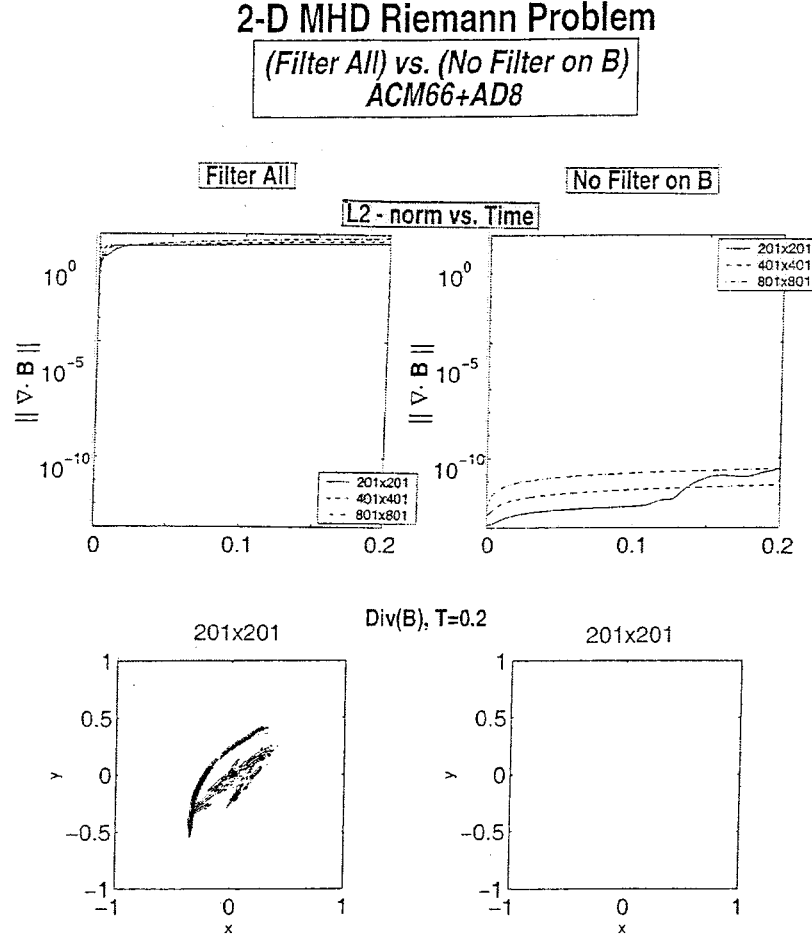 2-D MHD Riemann Problem
(Filter All) vs. (No Filter on B)
ACM66+AD8
Filter All
No Filter on B
L2 - norm vs. Time
|| ∇· B ||
10^0
10^−5
10^−10
0
0.1
0.2
201x201
401x401
801x801
|| ∇· B ||
10^0
10^−5
10^−10
0
0.1
0.2
201x201
401x401
801x801
Div(B), T=0.2
201x201
y
1
0.5
0
−0.5
−1
−1
0
1
x
201x201
y
1
0.5
0
−0.5
−1
−1
0
1
x